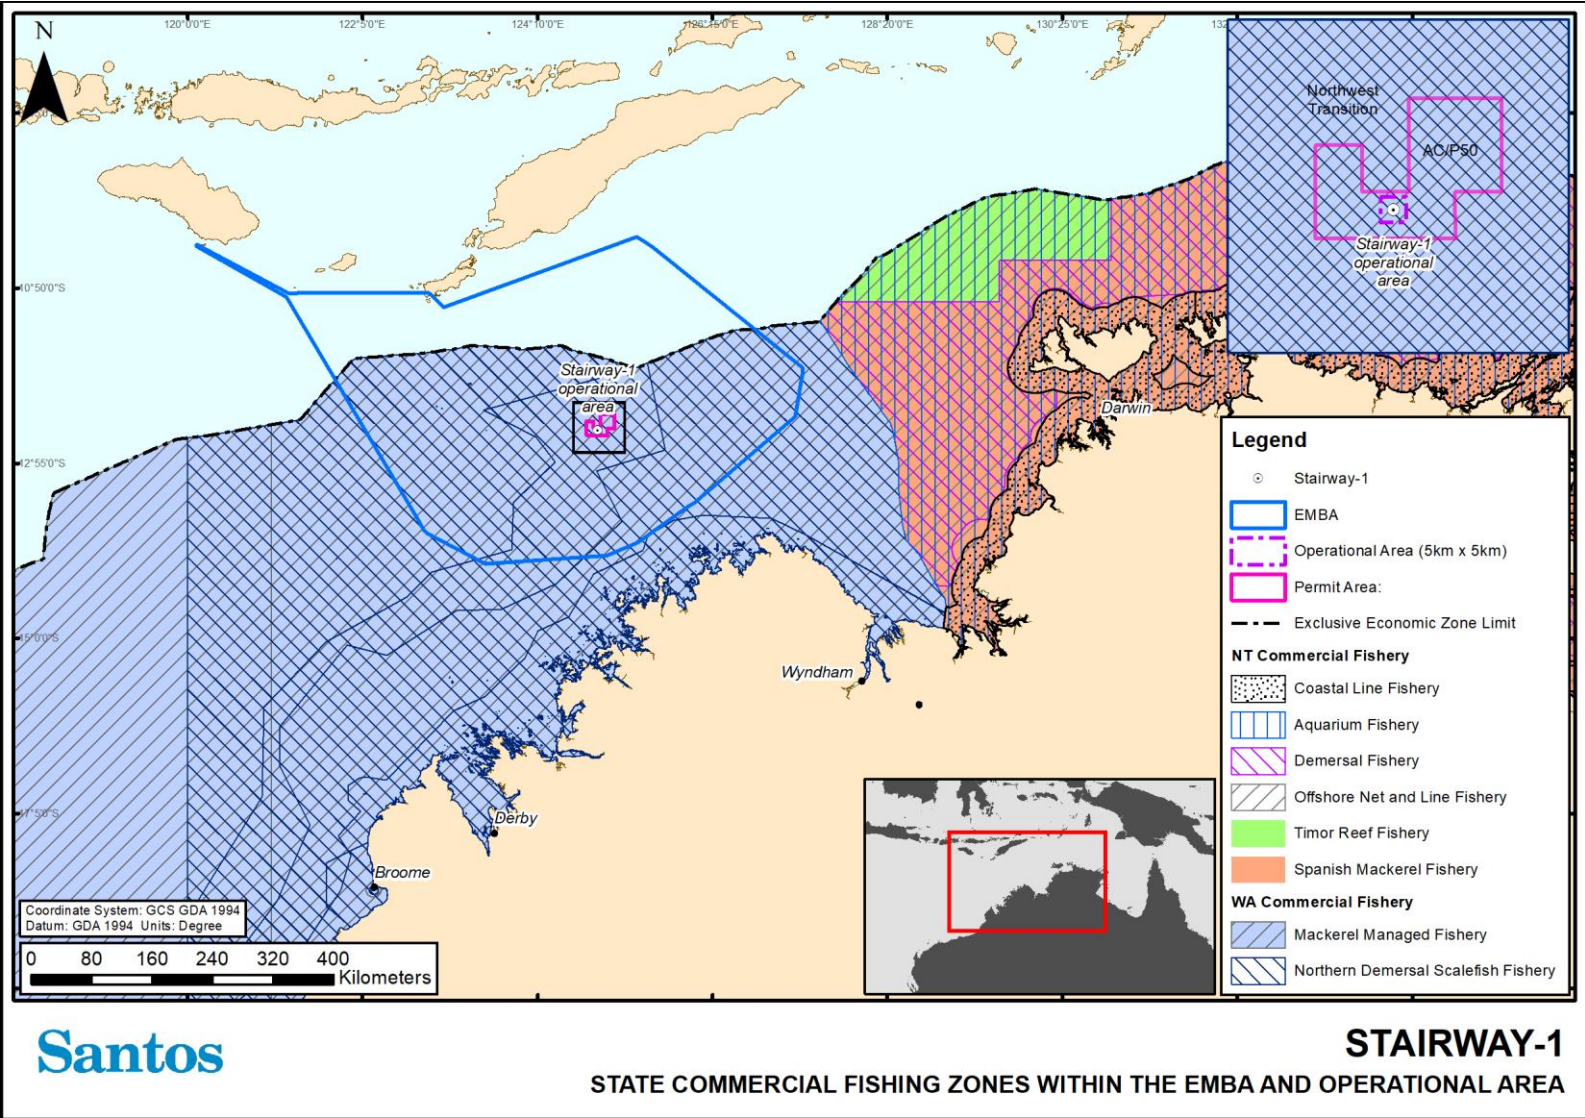 120°0'0"E
122°5'0"E
124°10'0"E
126°15'0"E
128°20'0"E
130°25'0"E
N
Northwest
Transition
AC/P50
Stairway-1
operational
area
10°50'0"S
Stairway-1
operational
area
Darwin
12°55'0"S
15°0'0"S
Wyndham
17°5'0"S
Derby
Broome
Legend
Stairway-1
EMBA
Operational Area (5km x 5km)
Permit Area:
Exclusive Economic Zone Limit
NT Commercial Fishery
Coastal Line Fishery
Aquarium Fishery
Demersal Fishery
Offshore Net and Line Fishery
Timor Reef Fishery
Spanish Mackerel Fishery
WA Commercial Fishery
Mackerel Managed Fishery
Northern Demersal Scalefish Fishery
Coordinate System: GCS GDA 1994
Datum: GDA 1994 Units: Degree
0 80 160 240 320 400
Kilometers
Santos
STAIRWAY-1
STATE COMMERCIAL FISHING ZONES WITHIN THE EMBA AND OPERATIONAL AREA